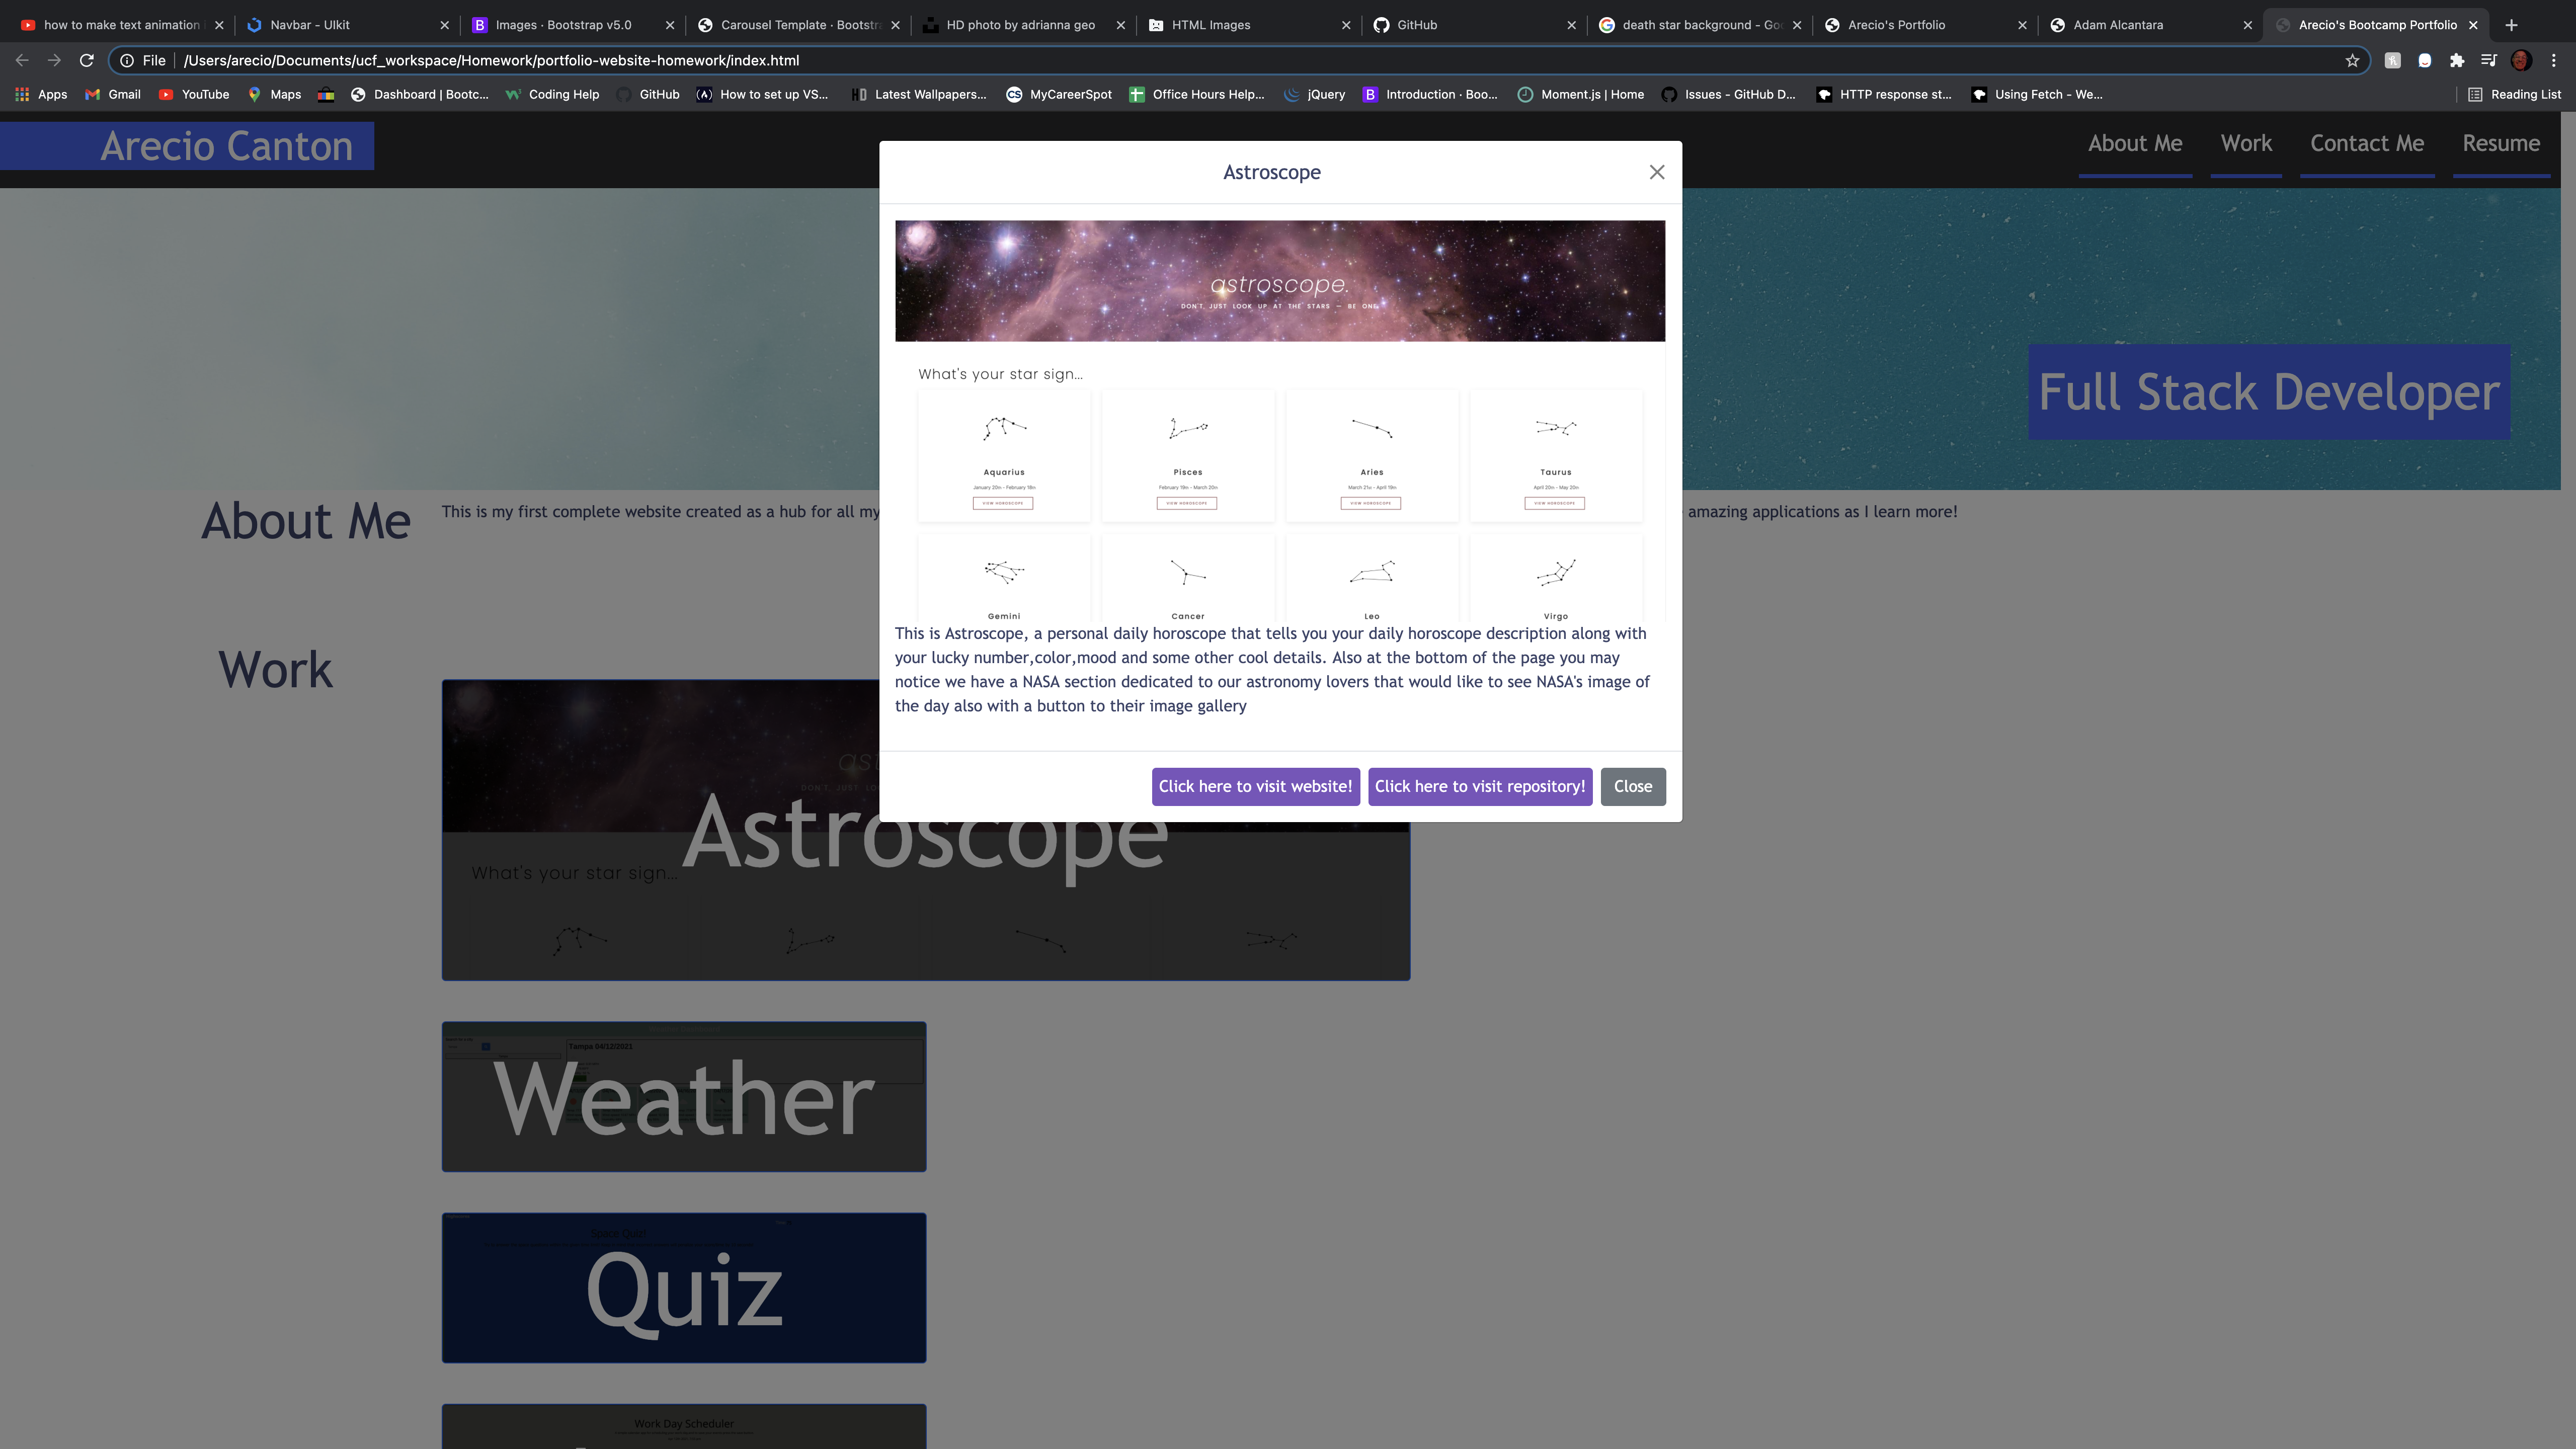 how to make text animation
Navbar - UIkit
Images · Bootstrap v5.0
Carousel Template · Bootstra
HD photo by adrianna geo
HTML Images
GitHub
death star background - Goo
Arecio's Portfolio
Adam Alcantara
Arecio's Bootcamp Portfolio
File
/Users/arecio/Documents/ucf_workspace/Homework/portfolio-website-homework/index.html
Apps
Gmail
YouTube
Maps
Dashboard | Bootc...
Coding Help
GitHub
How to set up VS...
Latest Wallpapers...
MyCareerSpot
Office Hours Help...
jQuery
Introduction · Boo...
Moment.js | Home
Issues - GitHub D...
HTTP response st...
Using Fetch - We...
Reading List
Arecio Canton
About Me
Work
Contact Me
Resume
Full Stack Developer
Astroscope
astroscope.
DON'T JUST LOOK UP AT THE STARS — BE ONE
What's your star sign...
Aquarius
January 20th - February 18th
VIEW HOROSCOPE
Pisces
February 19th - March 20th
VIEW HOROSCOPE
Aries
March 21st - April 19th
VIEW HOROSCOPE
Taurus
April 20th - May 20th
VIEW HOROSCOPE
Gemini
Cancer
Leo
Virgo
This is Astroscope, a personal daily horoscope that tells you your daily horoscope description along with
your lucky number,color,mood and some other cool details. Also at the bottom of the page you may
notice we have a NASA section dedicated to our astronomy lovers that would like to see NASA's image of
the day also with a button to their image gallery
Click here to visit website!
Click here to visit repository!
Close
About Me
This is my first complete website created as a hub for all my
amazing applications as I learn more!
Work
DON'T JUST
Astroscope
What's your star sign...
Tampa 04/12/2021
Weather
Space Quiz
Quiz
Work Day Scheduler